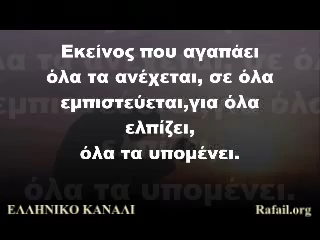 Εκείνος που αγαπάει
όλα τα ανέχεται, σε όλα
εμπιστεύεται,για όλα
ελπίζει,
όλα τα υπομένει.
ΕΛΛΗΝΙΚΟ ΚΑΝΑΛΙ
Rafail.org